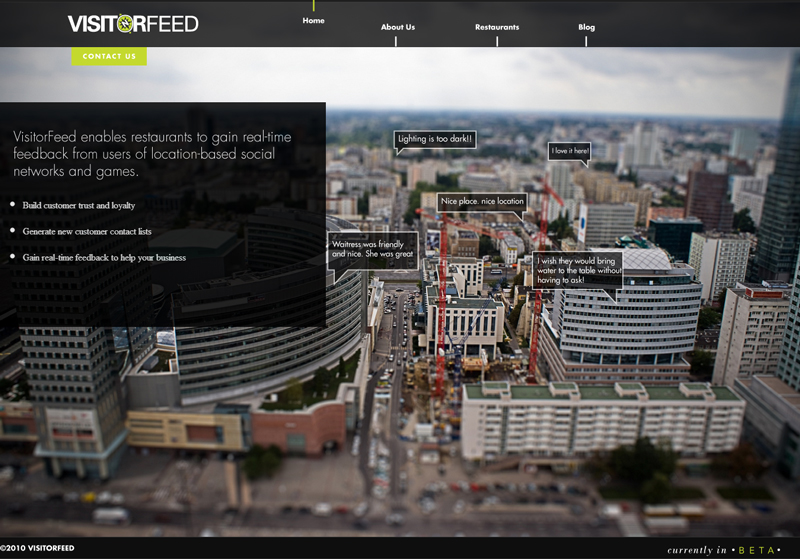 VISITORFEED
Home
About Us
Restaurants
Blog
CONTACT US
VisitorFeed enables restaurants to gain real-time
feedback from users of location-based social
networks and games.
Build customer trust and loyalty
Generate new customer contact lists
Gain real-time feedback to help your business
Lighting is too dark!!
I love it here!
Nice place. nice location
Waitress was friendly
and nice. She was great
I wish they would bring
water to the table without
having to ask!
©2010 VISITORFEED
currently in • BETA •